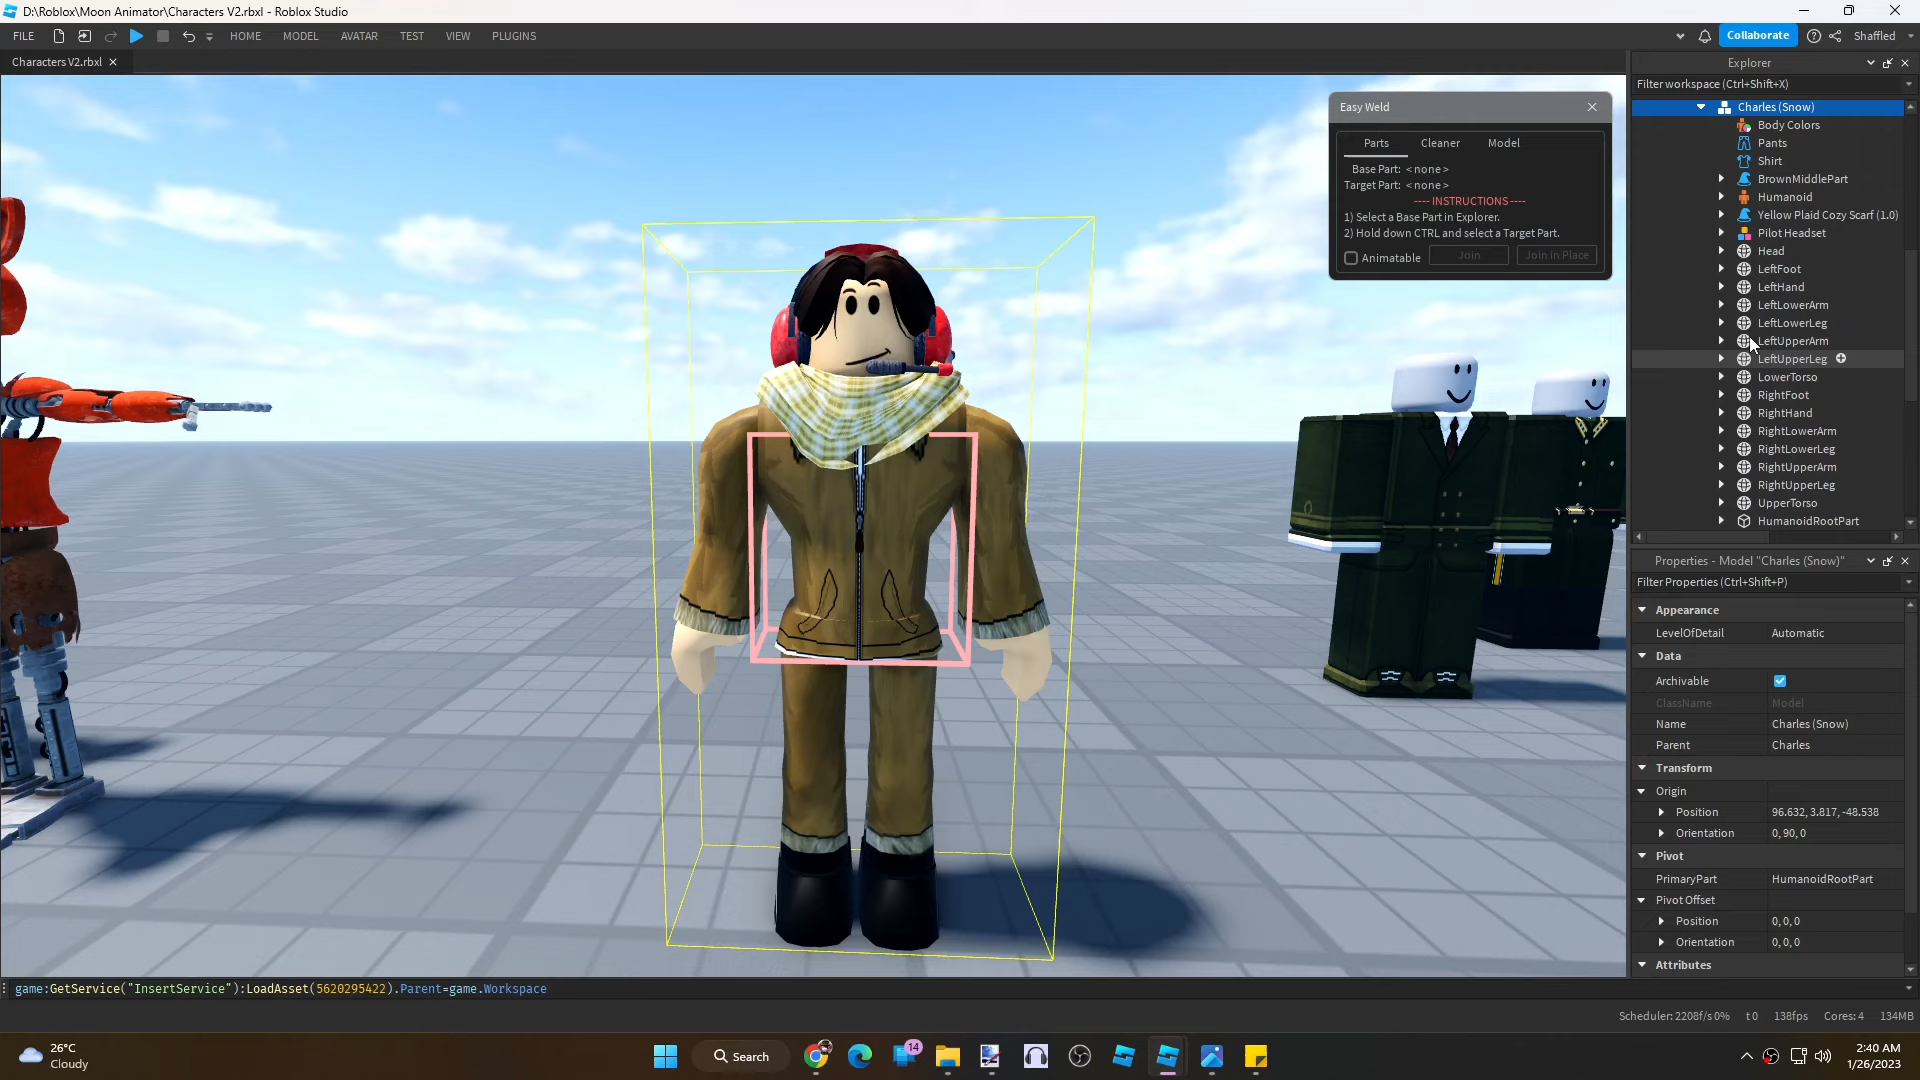 D:\Roblox\Moon Animator\Characters V2.rbxl - Roblox Studio
FILE HOME MODEL AVATAR TEST VIEW PLUGINS Collaborate Shaffled
Characters V2.rbxl
Explorer
Filter workspace (Ctrl+Shift+X)
Charles (Snow)
Body Colors
Pants
Shirt
BrownMiddlePart
Humanoid
Yellow Plaid Cozy Scarf (1.0)
Pilot Headset
Head
LeftFoot
LeftHand
LeftLowerArm
LeftLowerLeg
LeftUpperArm
LeftUpperLeg
LowerTorso
RightFoot
RightHand
RightLowerArm
RightLowerLeg
RightUpperArm
RightUpperLeg
UpperTorso
HumanoidRootPart
Easy Weld
Parts Cleaner Model
Base Part: < none >
Target Part: < none >
---- INSTRUCTIONS ----
1) Select a Base Part in Explorer.
2) Hold down CTRL and select a Target Part.
Animatable Join Join In Place
Properties - Model "Charles (Snow)"
Filter Properties (Ctrl+Shift+P)
Appearance
LevelOfDetail Automatic
Data
Archivable
ClassName Model
Name Charles (Snow)
Parent Charles
Transform
Origin
Position 96.632, 3.817, -48.538
Orientation 0, 90, 0
Pivot
PrimaryPart HumanoidRootPart
Pivot Offset
Position 0, 0, 0
Orientation 0, 0, 0
Attributes
game:GetService("InsertService"):LoadAsset(5620295422).Parent=game.Workspace
Scheduler: 2208f/s 0% t 0 138fps Cores: 4 134MB
26°C
Cloudy
Search
14
2:40 AM
1/26/2023